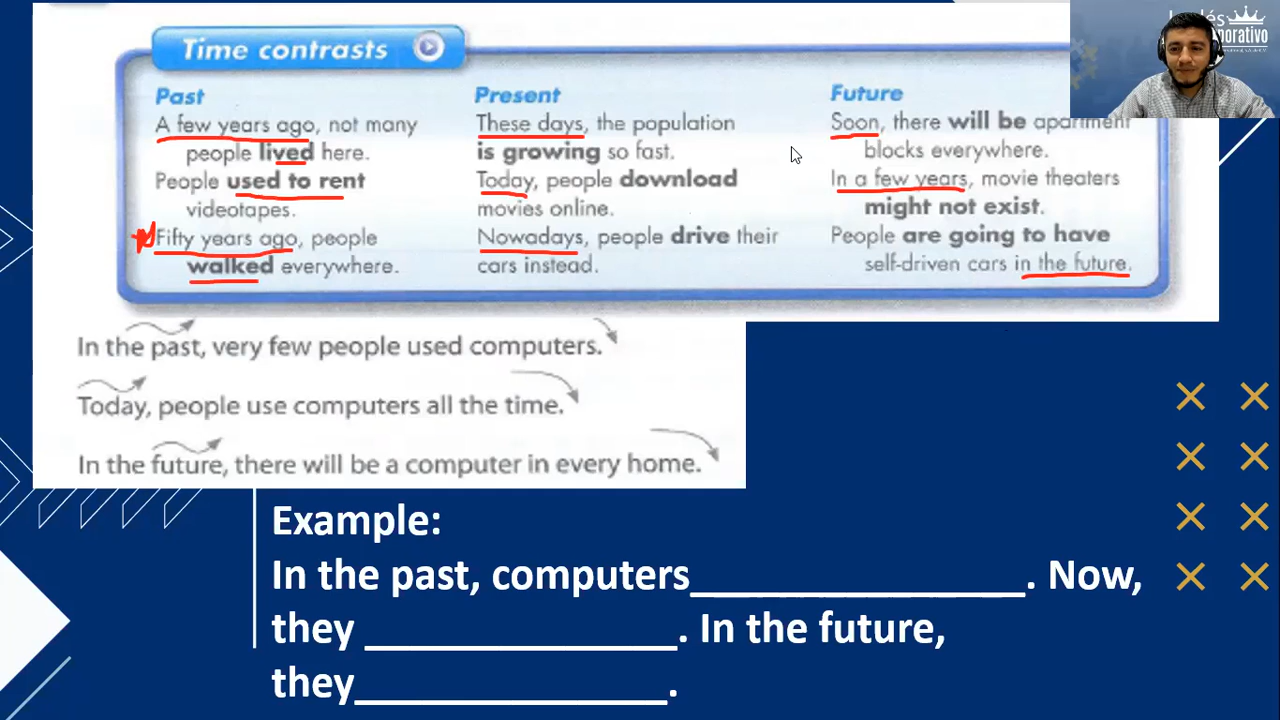 Time contrasts
Past
A few years ago, not many
people lived here.
People used to rent
videotapes.
Fifty years ago, people
walked everywhere.
Present
These days, the population
is growing so fast.
Today, people download
movies online.
Nowadays, people drive their
cars instead.
Future
Soon, there will be apartment
blocks everywhere.
In a few years, movie theaters
might not exist.
People are going to have
self-driven cars in the future.
In the past, very few people used computers.
Today, people use computers all the time.
In the future, there will be a computer in every home.
Example:
In the past, computers_______________. Now,
they ______________. In the future,
they______________.